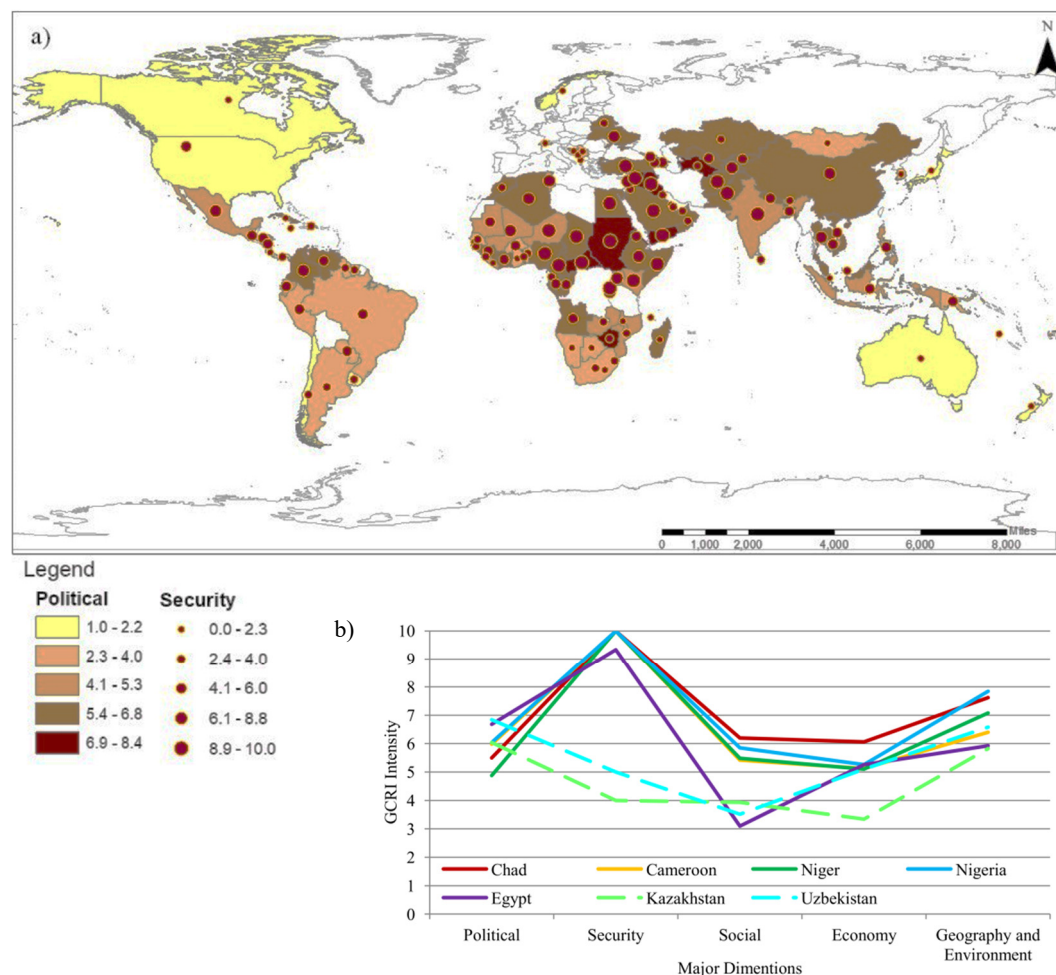 a)
N
Miles
0 1,000 2,000 4,000 6,000 8,000
Legend
Political Security
1.0 - 2.2 0.0 - 2.3
2.3 - 4.0 2.4 - 4.0
4.1 - 5.3 4.1 - 6.0
5.4 - 6.8 6.1 - 8.8
6.9 - 8.4 8.9 - 10.0
b)
GCRI Intensity
10
9
8
7
6
5
4
3
2
1
0
Chad Cameroon Niger Nigeria
Egypt Kazakhstan Uzbekistan
Political Security Social Economy Geography and
Environment
Major Dimentions